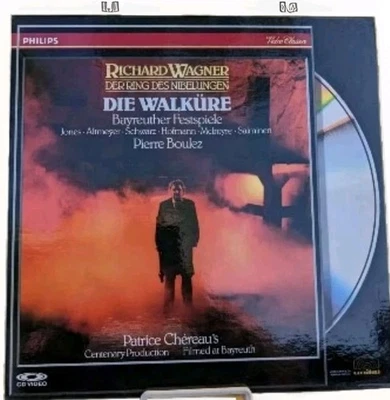 PHILIPS
Video Classics
RICHARD WAGNER
DER RING DES NIBELUNGEN
DIE WALKÜRE
Bayreuther Festspiele
Jones · Altmeyer · Schwarz · Hofmann · McIntyre · Salminen
Pierre Boulez
Patrice Chéreau's
Centenary Production Filmed at Bayreuth
CD VIDEO